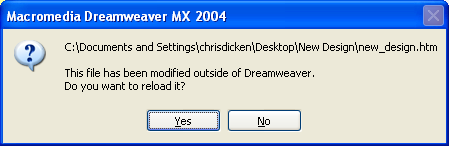 Macromedia Dreamweaver MX 2004
C:\Documents and Settings\chrisdicken\Desktop\New Design\new_design.htm
This file has been modified outside of Dreamweaver.
Do you want to reload it?
Yes No